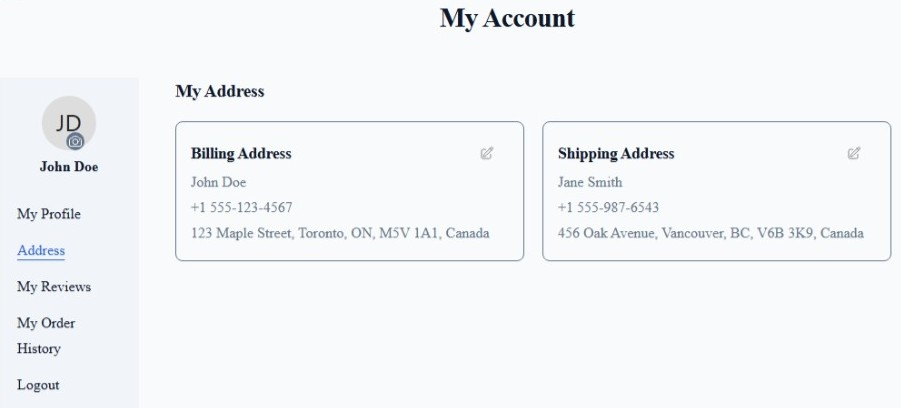 My Account
JD
John Doe
My Profile
Address
My Reviews
My Order
History
Logout
My Address
Billing Address
John Doe
+1 555-123-4567
123 Maple Street, Toronto, ON, M5V 1A1, Canada
Shipping Address
Jane Smith
+1 555-987-6543
456 Oak Avenue, Vancouver, BC, V6B 3K9, Canada